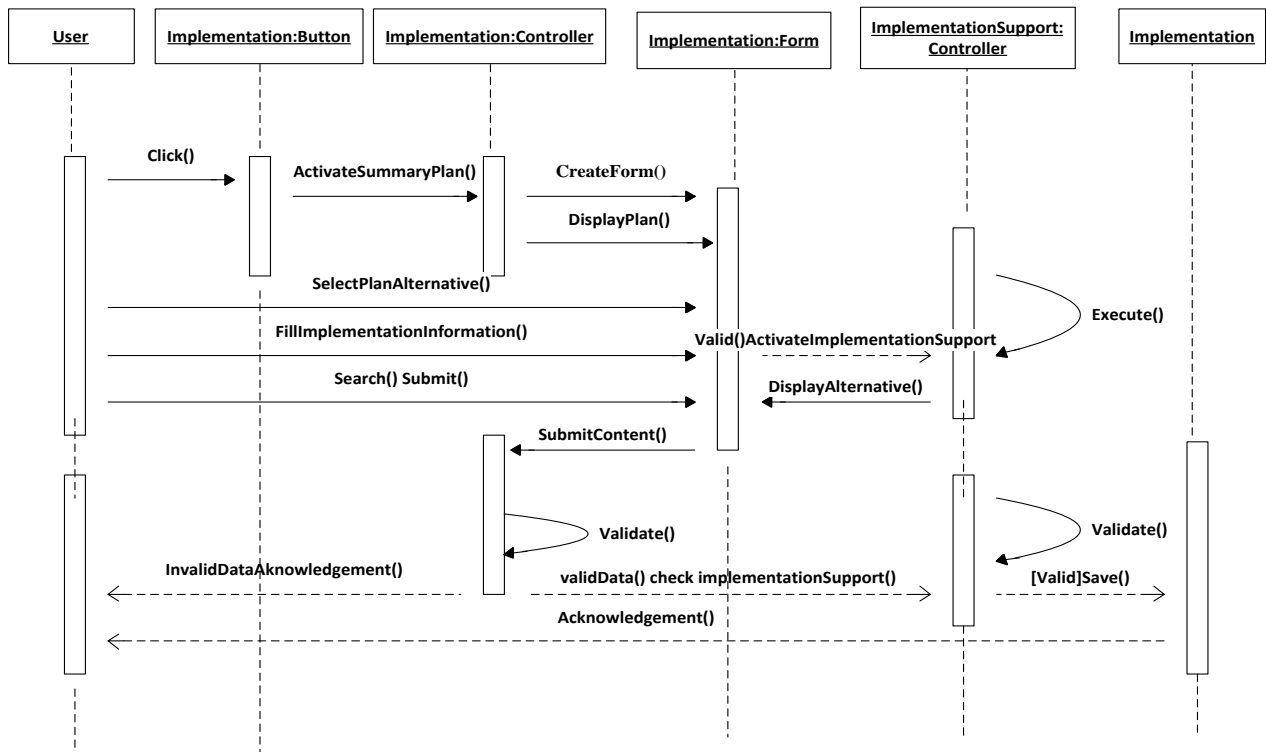 User
Implementation:Button
Implementation:Controller
Implementation:Form
ImplementationSupport:
Controller
Implementation
Click()
ActivateSummaryPlan()
CreateForm()
DisplayPlan()
SelectPlanAlternative()
Execute()
FillImplementationInformation()
Valid()ActivateImplementationSupport
Search() Submit()
DisplayAlternative()
SubmitContent()
Validate()
Validate()
InvalidDataAknowledgement()
validData() check implementationSupport()
[Valid]Save()
Acknowledgement()